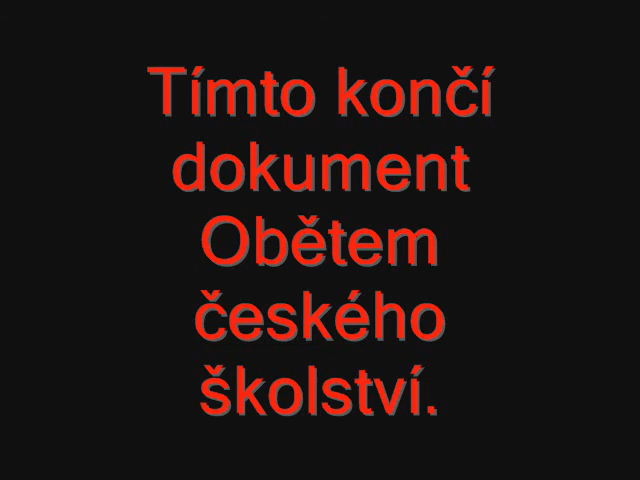 Tímto končí
dokument
Obětem
českého
školství.